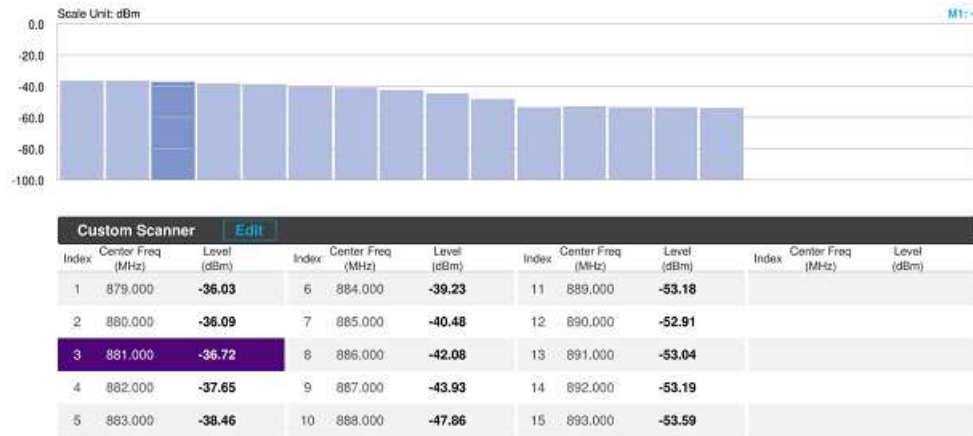 Scale Unit: dBm
M1: -
0.0
-20.0
-40.0
-60.0
-80.0
-100.0
Custom Scanner Edit
Index Center Freq (MHz) Level (dBm) Index Center Freq (MHz) Level (dBm) Index Center Freq (MHz) Level (dBm) Index Center Freq (MHz) Level (dBm)
1 879.000 -36.03 6 884.000 -39.23 11 889.000 -53.18
2 880.000 -36.09 7 885.000 -40.48 12 890.000 -52.91
3 881.000 -36.72 8 886.000 -42.08 13 891.000 -53.04
4 882.000 -37.65 9 887.000 -43.93 14 892.000 -53.19
5 883.000 -38.46 10 888.000 -47.86 15 893.000 -53.59